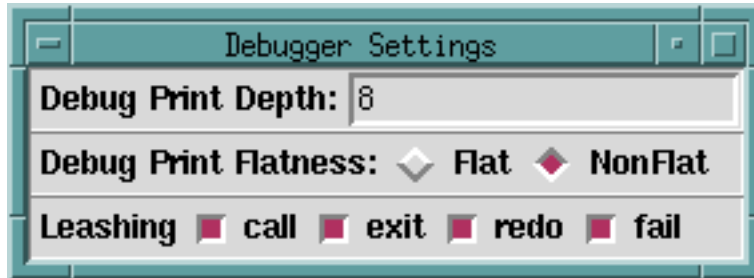 Debugger Settings
Debug Print Depth: 8
Debug Print Flatness: Flat NonFlat
Leashing call exit redo fail